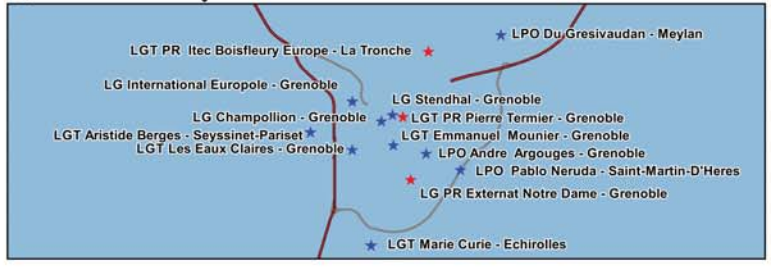 LPO Du Gresivaudan - Meylan
LGT PR Itec Boisfleury Europe - La Tronche
LG International Europole - Grenoble
LG Stendhal - Grenoble
LG Champollion - Grenoble
LGT PR Pierre Termier - Grenoble
LGT Aristide Berges - Seyssinet-Pariset
LGT Emmanuel Mounier - Grenoble
LGT Les Eaux Claires - Grenoble
LPO Andre Argouges - Grenoble
LPO Pablo Neruda - Saint-Martin-D'Heres
LG PR Externat Notre Dame - Grenoble
LGT Marie Curie - Echirolles